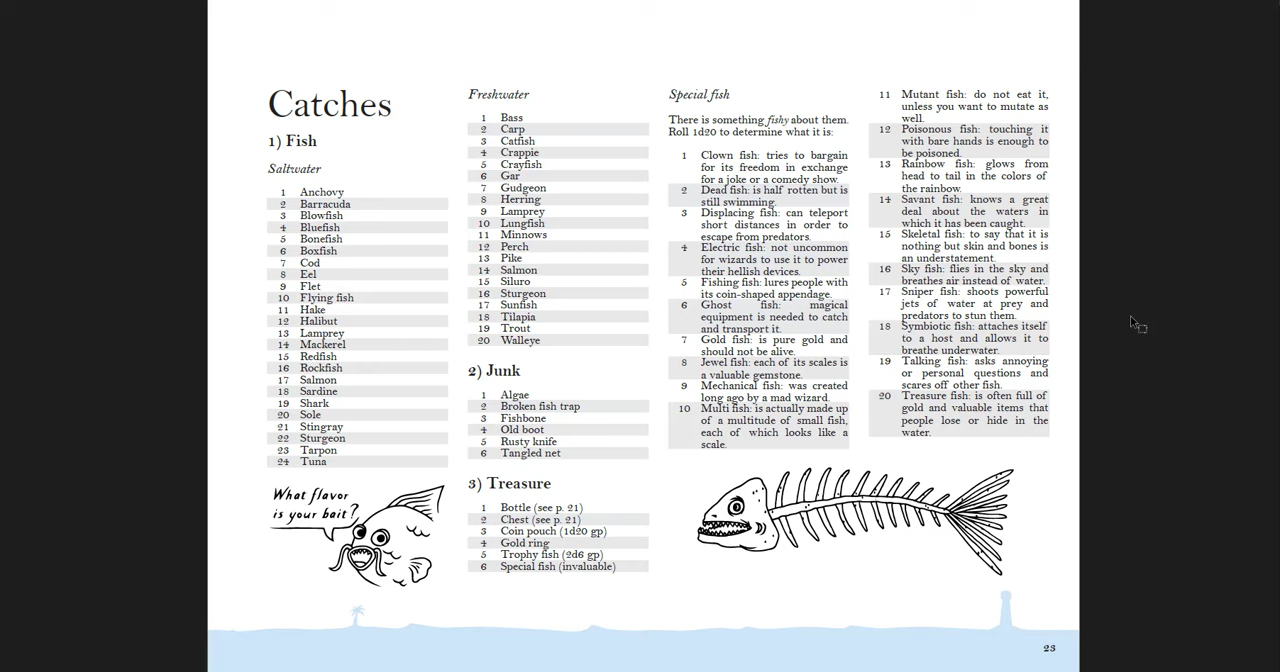 Catches
1) Fish
Saltwater
1 Anchovy
2 Barracuda
3 Blowfish
4 Bluefish
5 Bonefish
6 Boxfish
7 Cod
8 Eel
9 Flet
10 Flying fish
11 Hake
12 Halibut
13 Lamprey
14 Mackerel
15 Redfish
16 Rockfish
17 Salmon
18 Sardine
19 Shark
20 Sole
21 Stingray
22 Sturgeon
23 Tarpon
24 Tuna
What flavor
is your bait?
Freshwater
1 Bass
2 Carp
3 Catfish
4 Crappie
5 Crayfish
6 Gar
7 Gudgeon
8 Herring
9 Lamprey
10 Lungfish
11 Minnows
12 Perch
13 Pike
14 Salmon
15 Siluro
16 Sturgeon
17 Sunfish
18 Tilapia
19 Trout
20 Walleye
2) Junk
1 Algae
2 Broken fish trap
3 Fishbone
4 Old boot
5 Rusty knife
6 Tangled net
3) Treasure
1 Bottle (see p. 21)
2 Chest (see p. 21)
3 Coin pouch (1d20 gp)
4 Gold ring
5 Trophy fish (2d6 gp)
6 Special fish (invaluable)
Special fish
There is something fishy about them.
Roll 1d20 to determine what it is:
1 Clown fish: tries to bargain
for its freedom in exchange
for a joke or a comedy show.
2 Dead fish: is half rotten but is
still swimming.
3 Displacing fish: can teleport
short distances in order to
escape from predators.
4 Electric fish: not uncommon
for wizards to use it to power
their hellish devices.
5 Fishing fish: lures people with
its coin-shaped appendage.
6 Ghost fish: magical
equipment is needed to catch
and transport it.
7 Gold fish: is pure gold and
should not be alive.
8 Jewel fish: each of its scales is
a valuable gemstone.
9 Mechanical fish: was created
long ago by a mad wizard.
10 Multi fish: is actually made up
of a multitude of small fish,
each of which looks like a
scale.
11 Mutant fish: do not eat it,
unless you want to mutate as
well.
12 Poisonous fish: touching it
with bare hands is enough to
be poisoned.
13 Rainbow fish: glows from
head to tail in the colors of
the rainbow.
14 Savant fish: knows a great
deal about the waters in
which it has been caught.
15 Skeletal fish: to say that it is
nothing but skin and bones is
an understatement.
16 Sky fish: flies in the sky and
breathes air instead of water.
17 Sniper fish: shoots powerful
jets of water at prey and
predators to stun them.
18 Symbiotic fish: attaches itself
to a host and allows it to
breathe underwater.
19 Talking fish: asks annoying
or personal questions and
scares off other fish.
20 Treasure fish: is often full of
gold and valuable items that
people lose or hide in the
water.
23